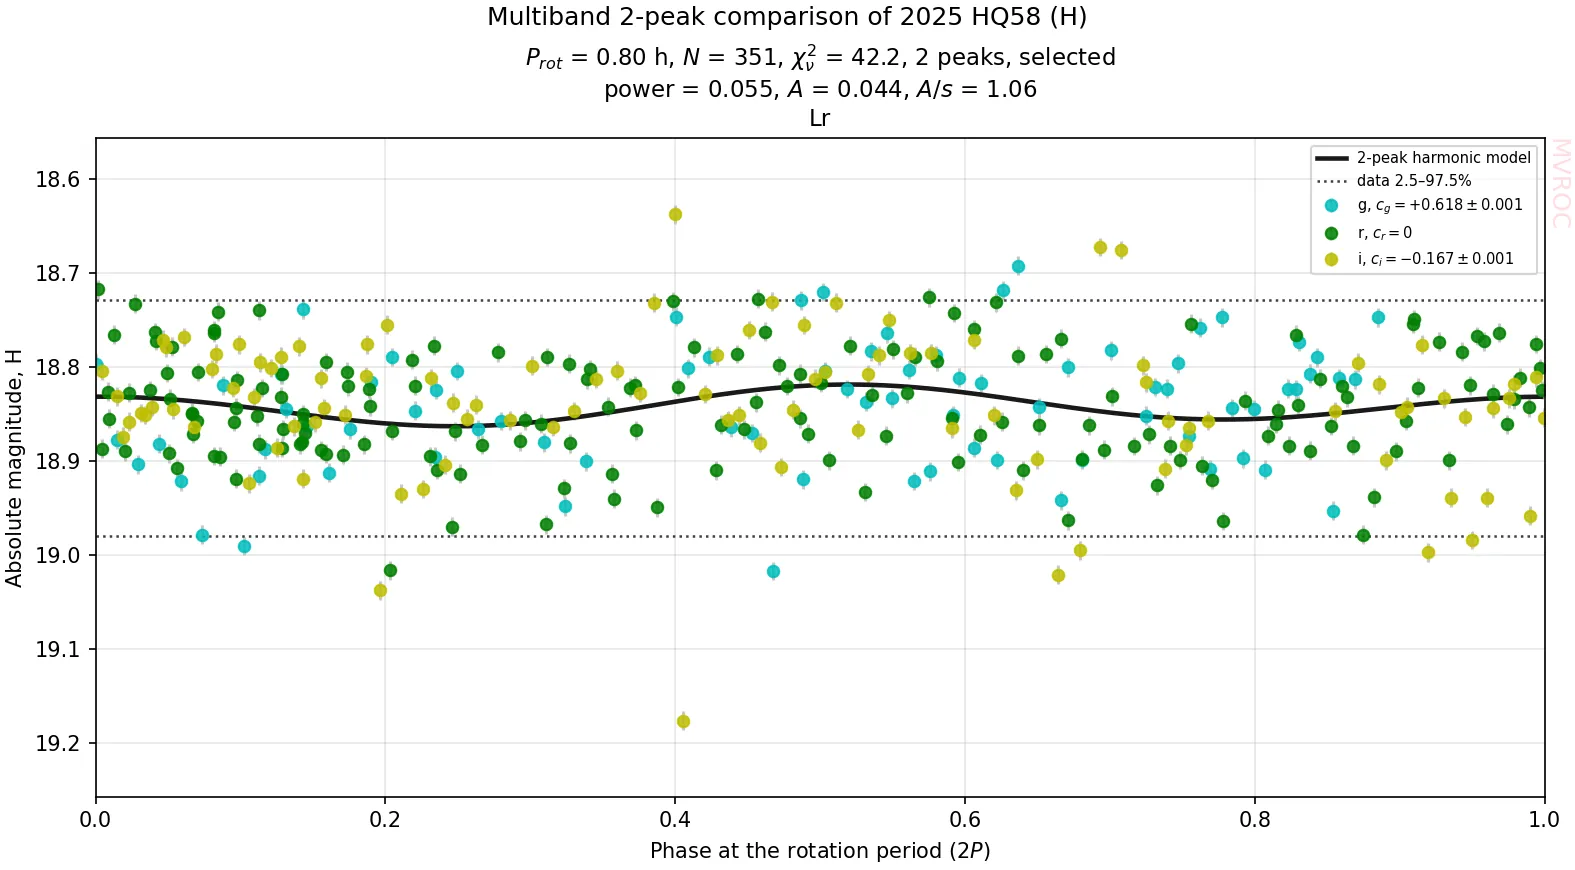 Multiband 2-peak comparison of 2025 HQ58 (H)
P_rot = 0.80 h, N = 351, χ²_ν = 42.2, 2 peaks, selected
power = 0.055, A = 0.044, A/s = 1.06
Lr
2-peak harmonic model
data 2.5–97.5%
g, c_g = +0.618 ± 0.001
r, c_r = 0
i, c_i = −0.167 ± 0.001
MVROC
Absolute magnitude, H
18.6
18.7
18.8
18.9
19.0
19.1
19.2
0.0 0.2 0.4 0.6 0.8 1.0
Phase at the rotation period (2P)